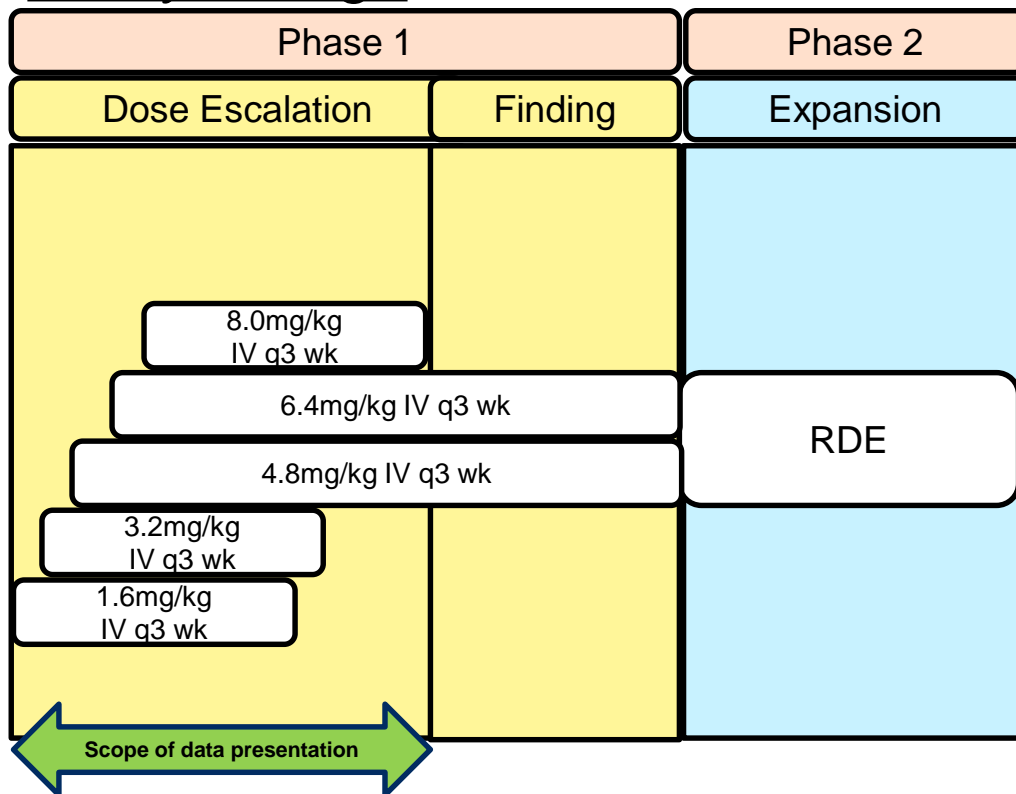 Phase 1
Phase 2
Dose Escalation
Finding
Expansion
8.0mg/kg
IV q3 wk
6.4mg/kg IV q3 wk
RDE
4.8mg/kg IV q3 wk
3.2mg/kg
IV q3 wk
1.6mg/kg
IV q3 wk
Scope of data presentation